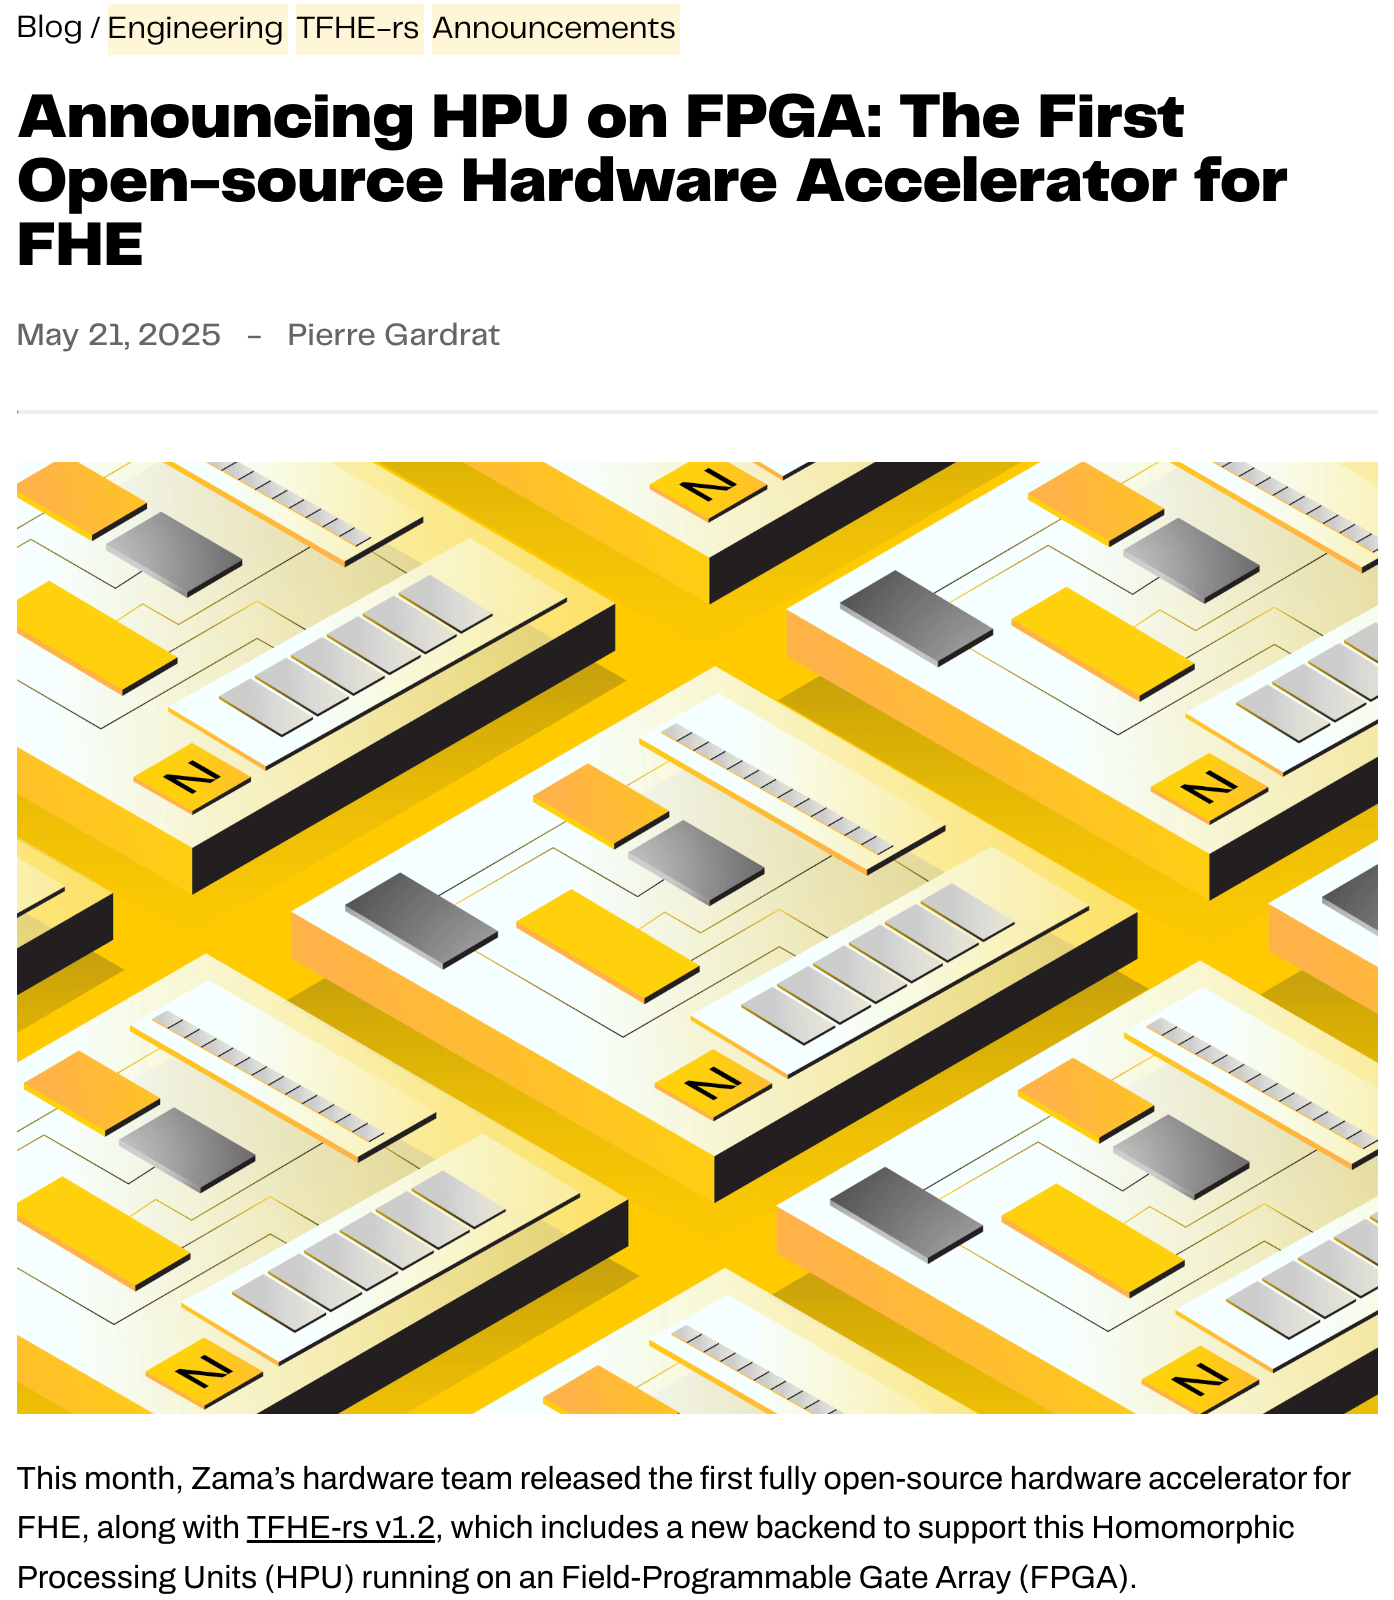 Blog / Engineering TFHE-rs Announcements
Announcing HPU on FPGA: The First
Open-source Hardware Accelerator for
FHE
May 21, 2025 - Pierre Gardrat
N
N
N
N
N
N
This month, Zama’s hardware team released the first fully open-source hardware accelerator for
FHE, along with TFHE-rs v1.2, which includes a new backend to support this Homomorphic
Processing Units (HPU) running on an Field-Programmable Gate Array (FPGA).